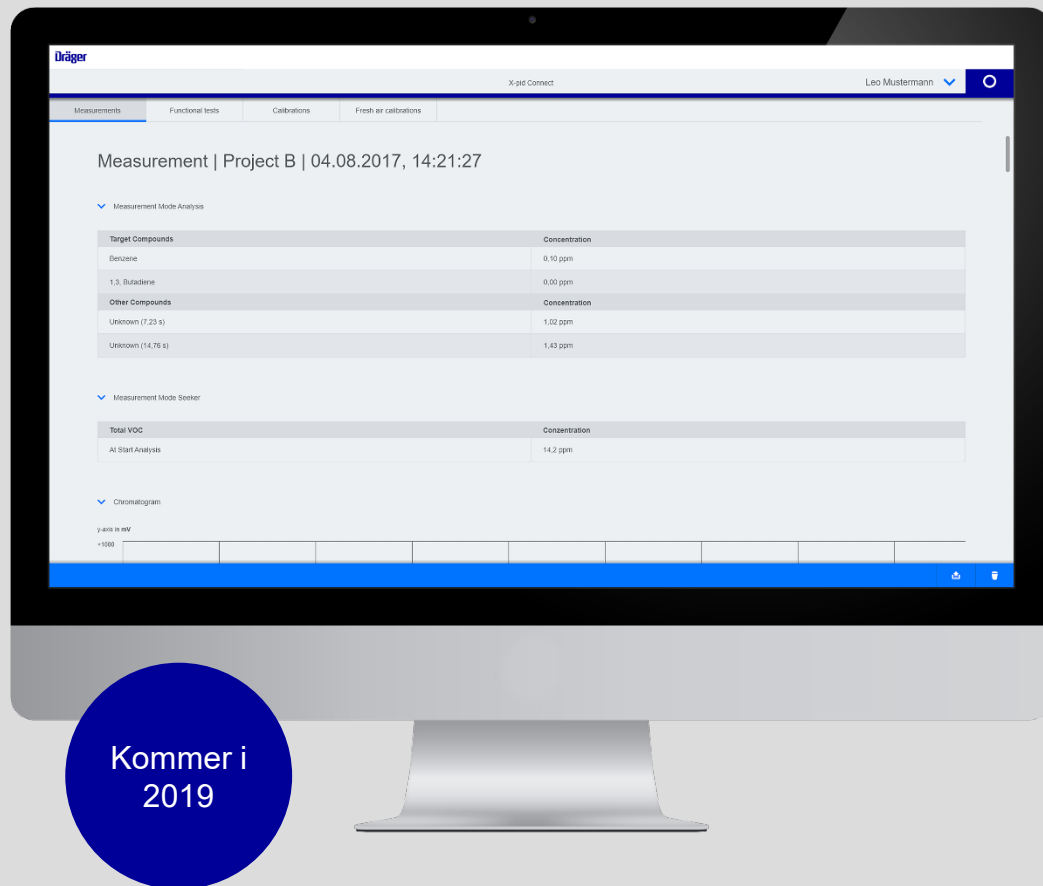 Dräger
X-pid Connect Leo Mustermann
Measurements Functional tests Calibrations Fresh air calibrations
Measurement | Project B | 04.08.2017, 14:21:27
Measurement Mode Analysis
Target Compounds Concentration
Benzene 0,10 ppm
1,3, Butadiene 0,00 ppm
Other Compounds Concentration
Unknown (7,23 s) 1,02 ppm
Unknown (14,76 s) 1,43 ppm
Measurement Mode Seeker
Total VOC Conzentration
At Start Analysis 14,2 ppm
Chromatogram
y-axis in mV
+1000
Kommer i
2019